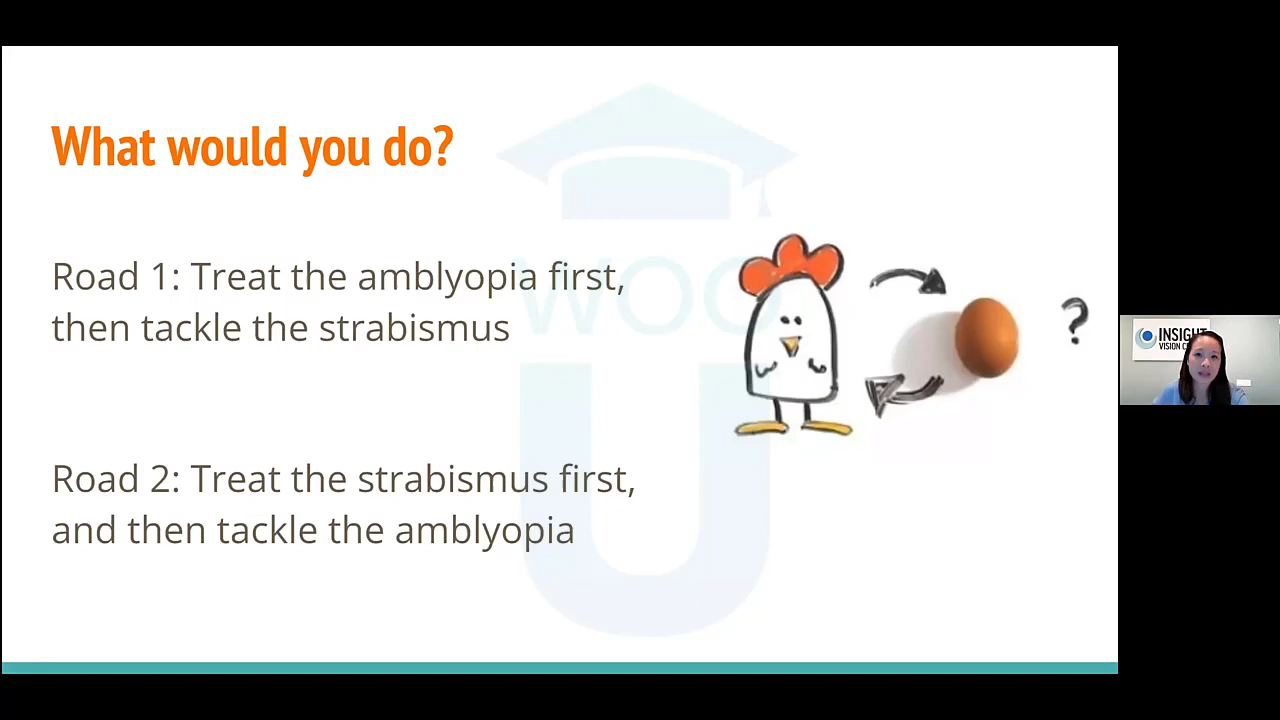 What would you do?
Road 1: Treat the amblyopia first,
then tackle the strabismus
Road 2: Treat the strabismus first,
and then tackle the amblyopia
WOO
U
?
INSIGHT
VISION